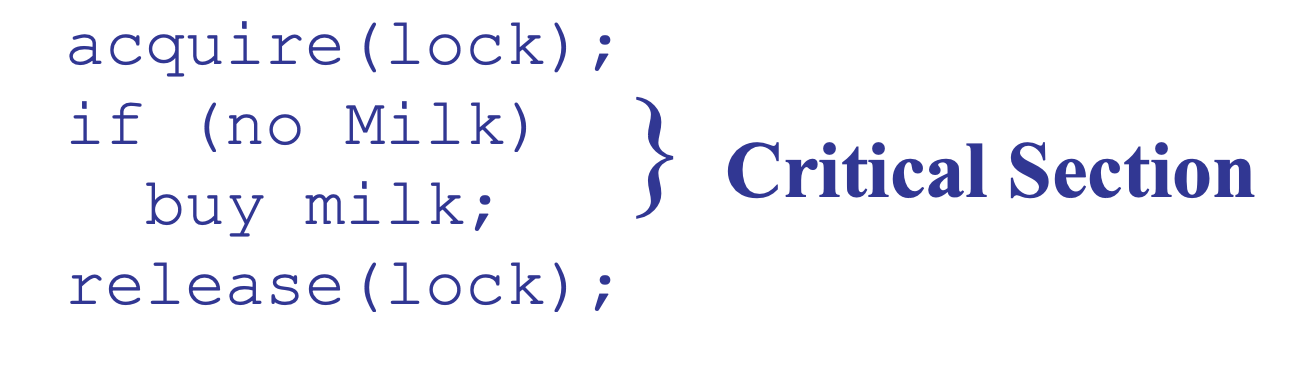 acquire(lock);
if (no Milk)
  buy milk;
release(lock);
} Critical Section